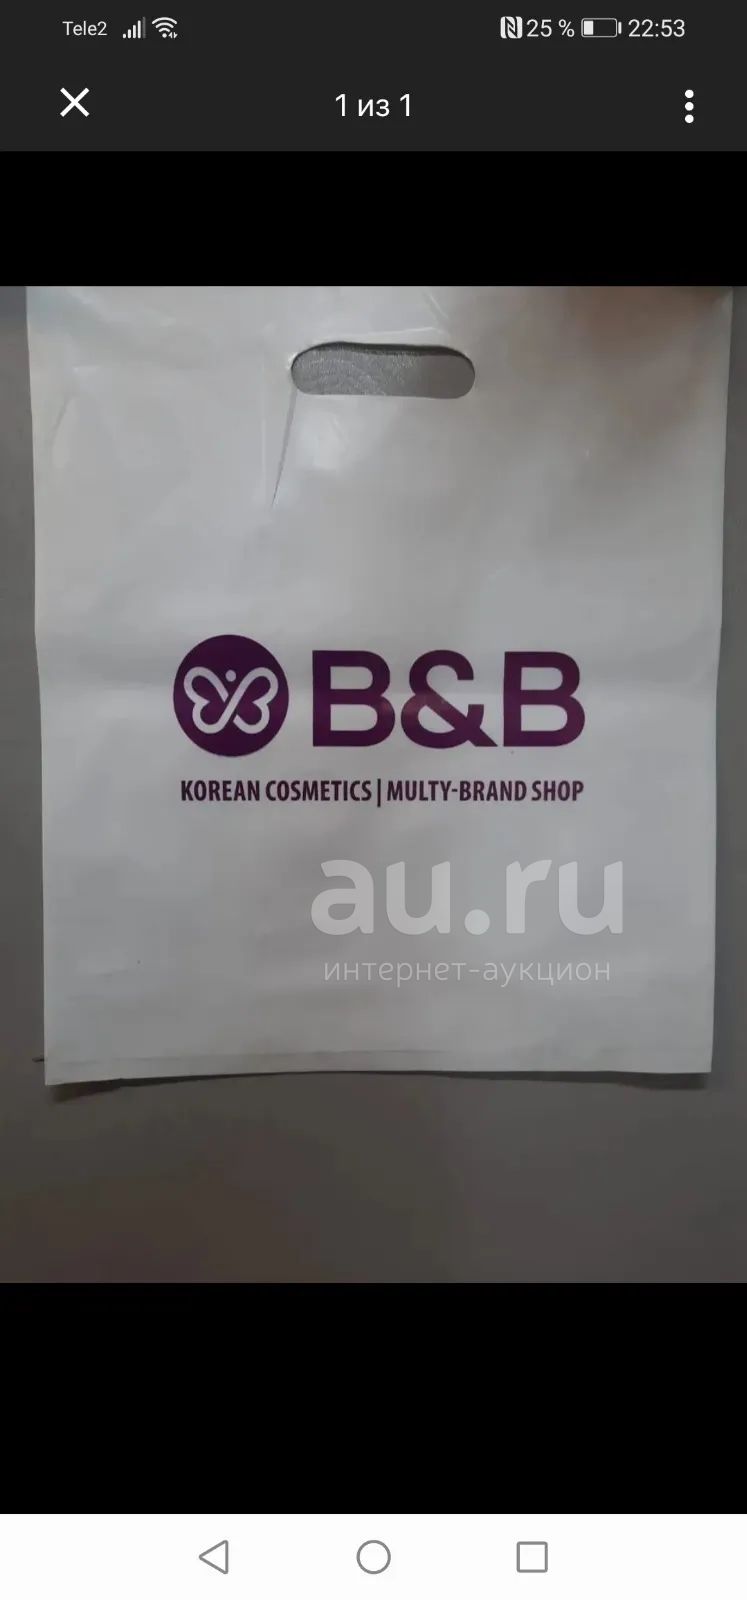 Tele2
25 % 22:53
1 из 1
B&B
KOREAN COSMETICS | MULTY-BRAND SHOP
au.ru
интернет-аукцион